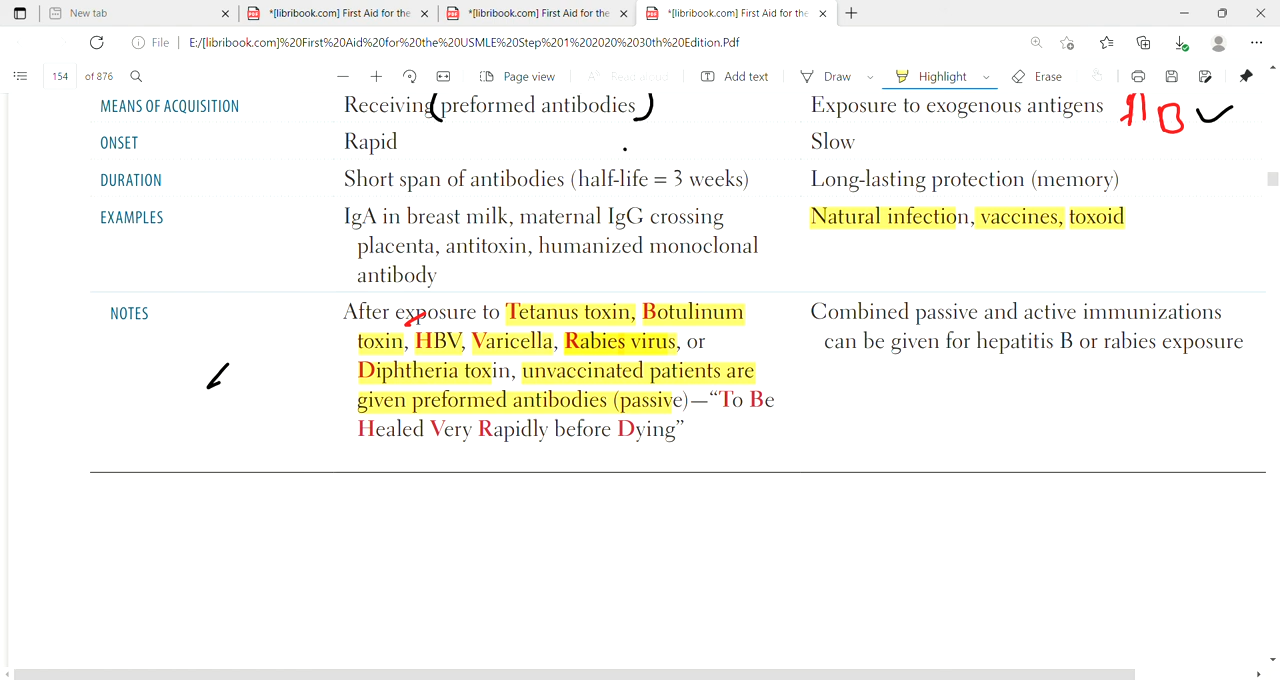 New tab
*[libribook.com] First Aid for the
*[libribook.com] First Aid for the
*[libribook.com] First Aid for the
File
E:/[libribook.com]%20First%20Aid%20for%20the%20USMLE%20Step%201%202020%2030th%20Edition.Pdf
154 of 876
Page view
Read aloud
Add text
Draw
Highlight
Erase
MEANS OF ACQUISITION Receiving (preformed antibodies) Exposure to exogenous antigens
ONSET Rapid Slow
DURATION Short span of antibodies (half-life = 3 weeks) Long-lasting protection (memory)
EXAMPLES IgA in breast milk, maternal IgG crossing Natural infection, vaccines, toxoid
placenta, antitoxin, humanized monoclonal
antibody
NOTES After exposure to Tetanus toxin, Botulinum Combined passive and active immunizations
toxin, HBV, Varicella, Rabies virus, or can be given for hepatitis B or rabies exposure
Diphtheria toxin, unvaccinated patients are
given preformed antibodies (passive)—“To Be
Healed Very Rapidly before Dying”